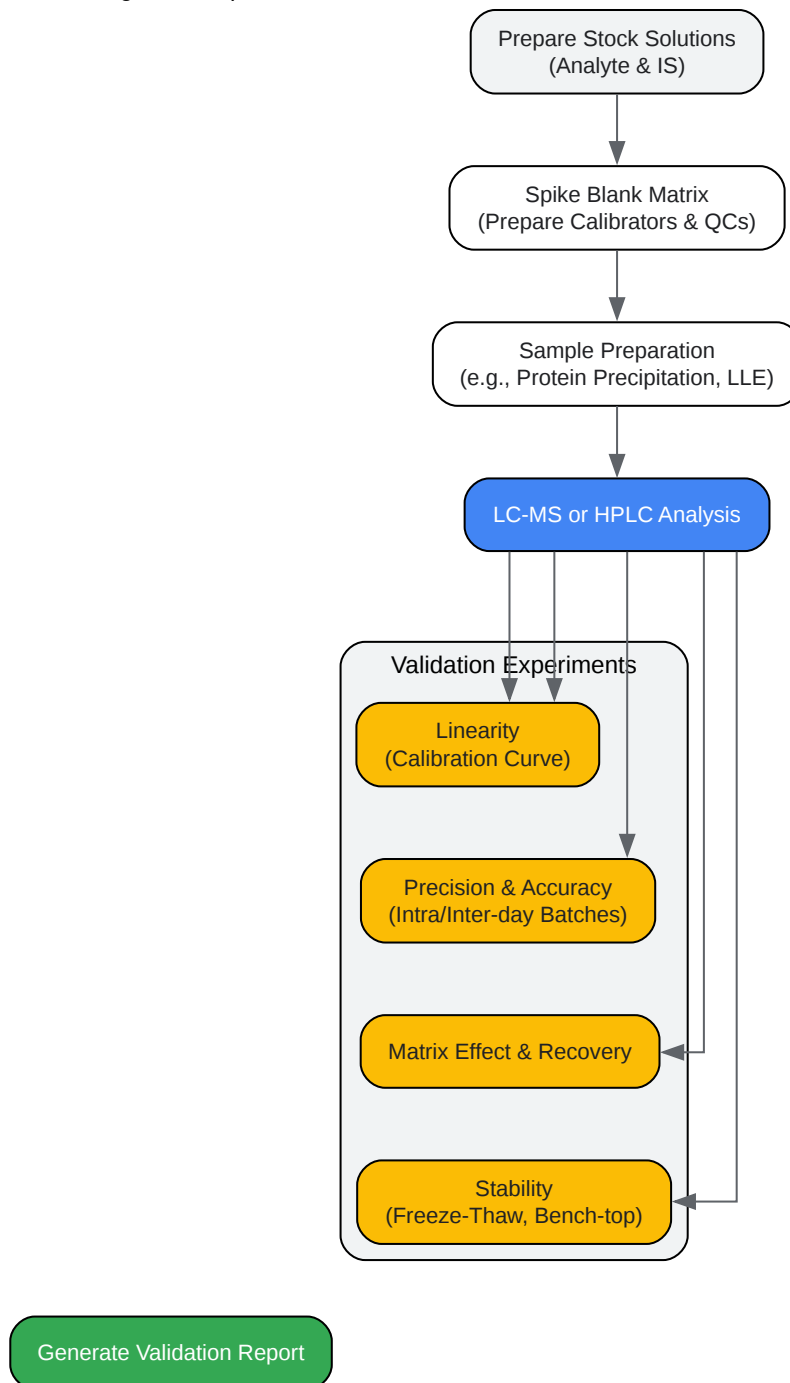 Prepare Stock Solutions
(Analyte & IS)
Spike Blank Matrix
(Prepare Calibrators & QCs)
Sample Preparation
(e.g., Protein Precipitation, LLE)
LC-MS or HPLC Analysis
Validation Experiments
Linearity
(Calibration Curve)
Precision & Accuracy
(Intra/Inter-day Batches)
Matrix Effect & Recovery
Stability
(Freeze-Thaw, Bench-top)
Generate Validation Report